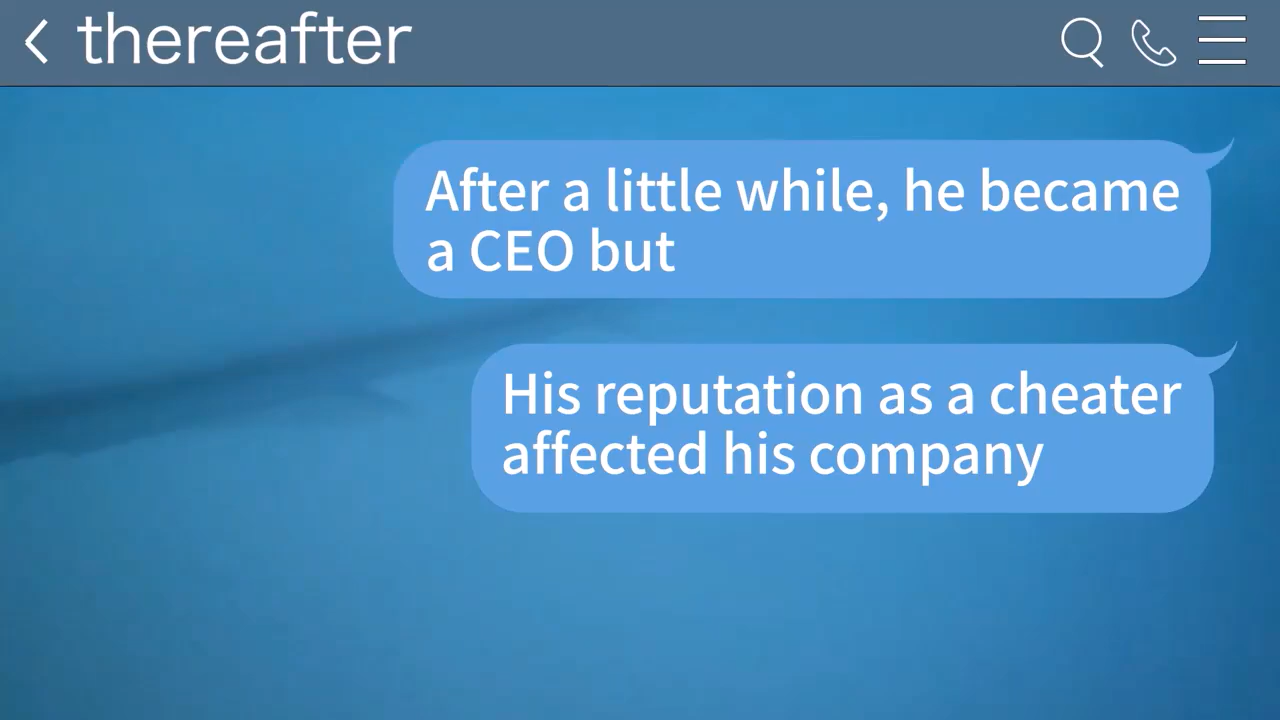 thereafter
After a little while, he became
a CEO but
His reputation as a cheater
affected his company